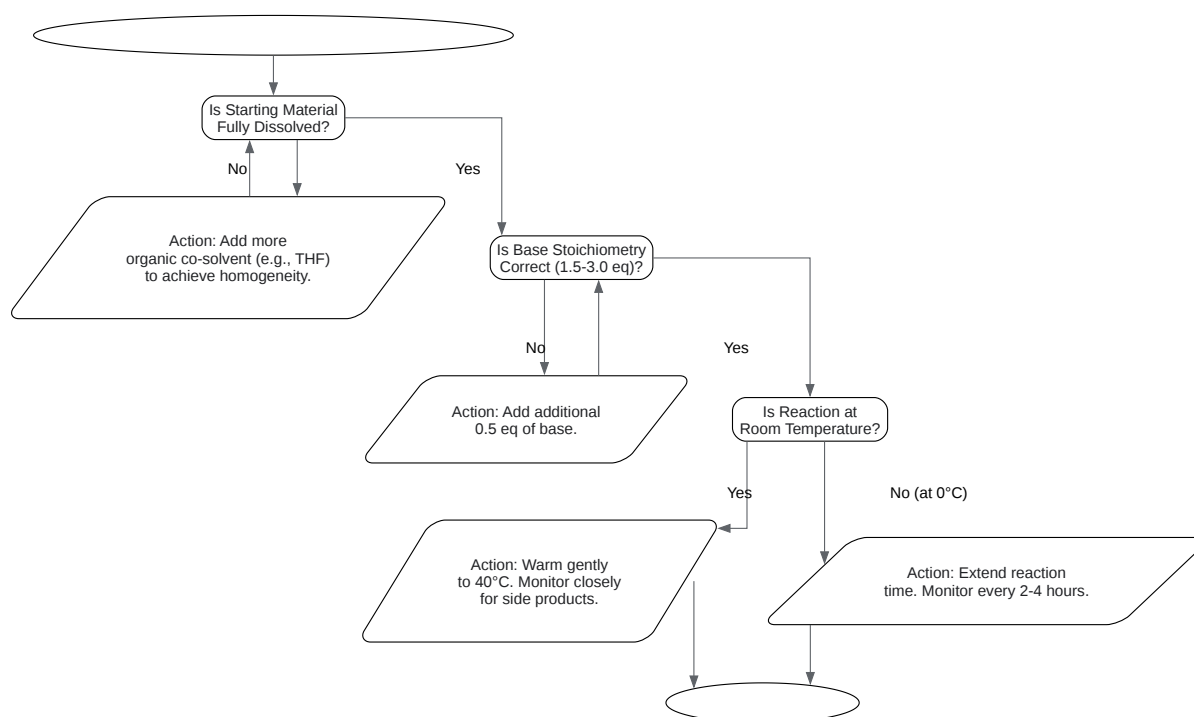 Is Starting Material
Fully Dissolved?
No
Yes
Action: Add more
organic co-solvent (e.g., THF)
to achieve homogeneity.
Is Base Stoichiometry
Correct (1.5-3.0 eq)?
No
Yes
Action: Add additional
0.5 eq of base.
Is Reaction at
Room Temperature?
Yes
No (at 0°C)
Action: Warm gently
to 40°C. Monitor closely
for side products.
Action: Extend reaction
time. Monitor every 2-4 hours.